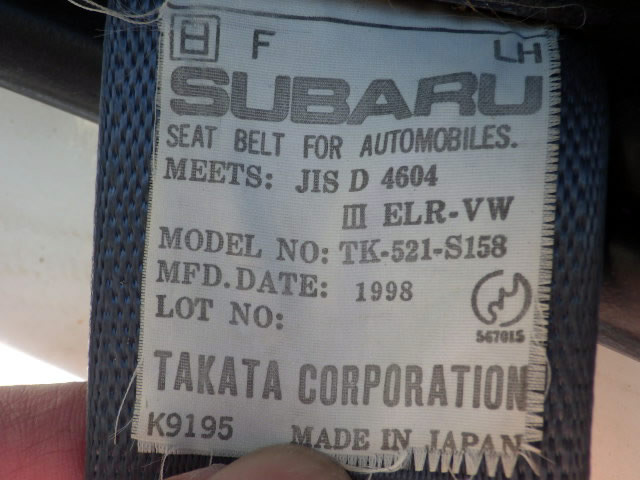 日 F LH
SUBARU
SEAT BELT FOR AUTOMOBILES.
MEETS: JIS D 4604
III ELR-VW
MODEL NO: TK-521-S158
MFD.DATE: 1998
LOT NO:
567015
TAKATA CORPORATION
K9195 MADE IN JAPAN